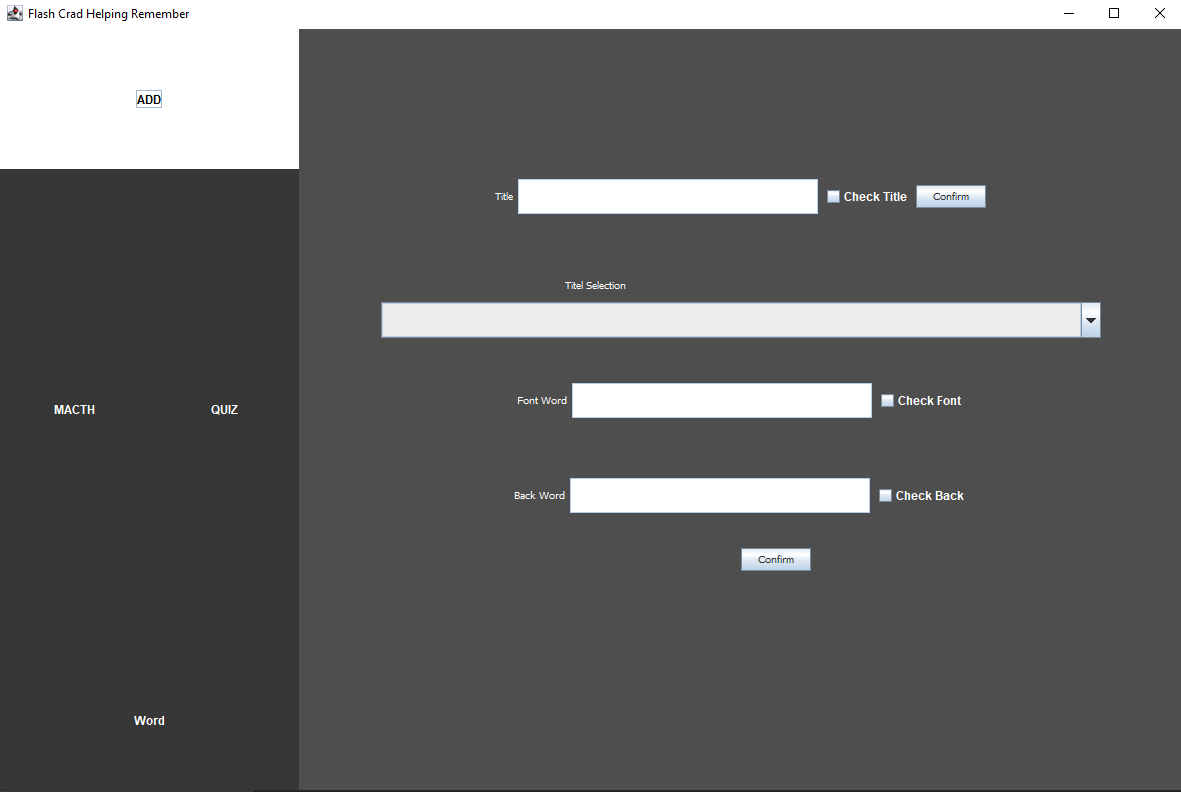 Flash Crad Helping Remember
ADD
Title Check Title Confirm
Titel Selection
Font Word Check Font
MACTH QUIZ
Back Word Check Back
Confirm
Word